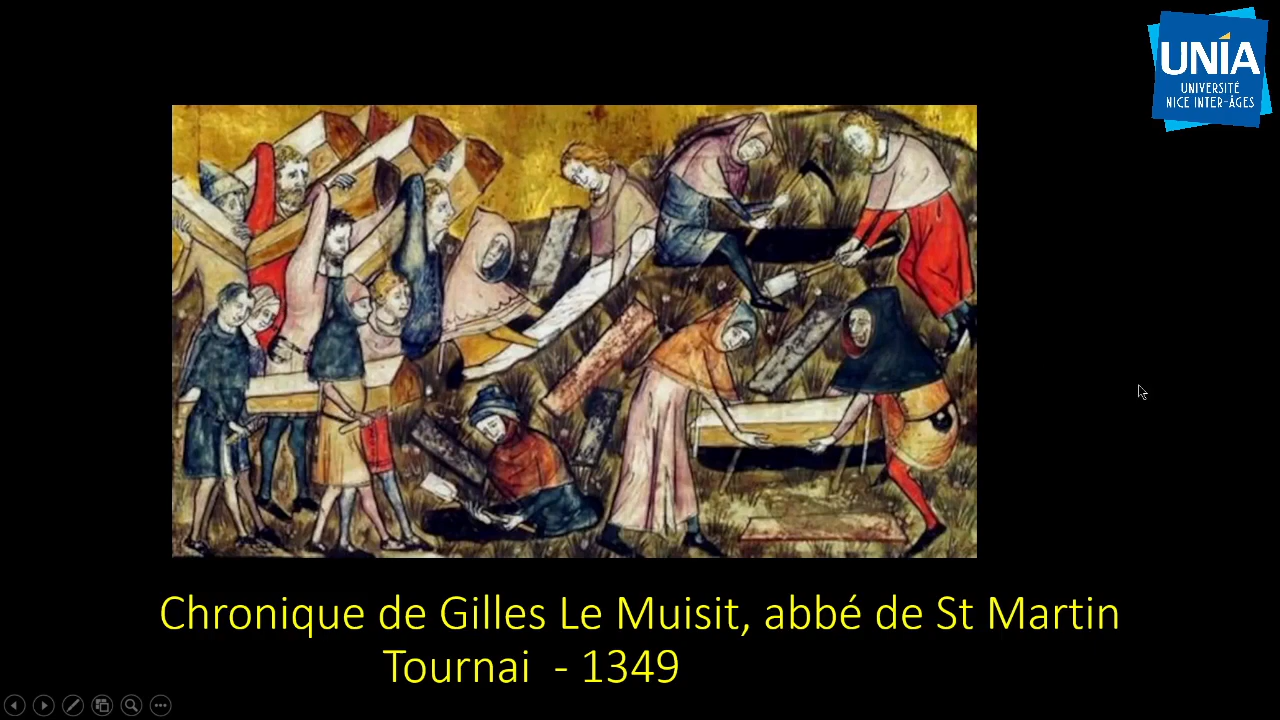 UNIA
UNIVERSITÉ
NICE INTER-ÂGES
Chronique de Gilles Le Muisit, abbé de St Martin
Tournai - 1349